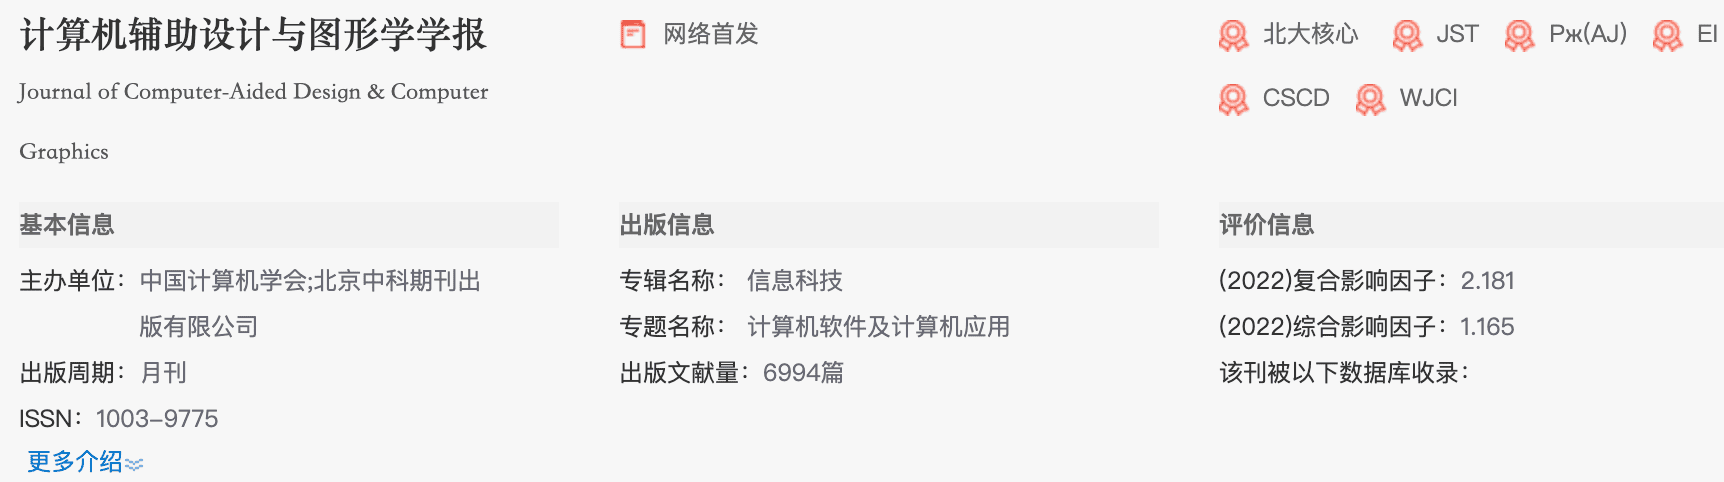 计算机辅助设计与图形学学报
Journal of Computer-Aided Design & Computer
Graphics
网络首发
北大核心 JST Pж(AJ) EI
CSCD WJCI
基本信息
主办单位：中国计算机学会;北京中科期刊出
版有限公司
出版周期：月刊
ISSN：1003-9775
更多介绍
出版信息
专辑名称：信息科技
专题名称：计算机软件及计算机应用
出版文献量：6994篇
评价信息
(2022)复合影响因子：2.181
(2022)综合影响因子：1.165
该刊被以下数据库收录：